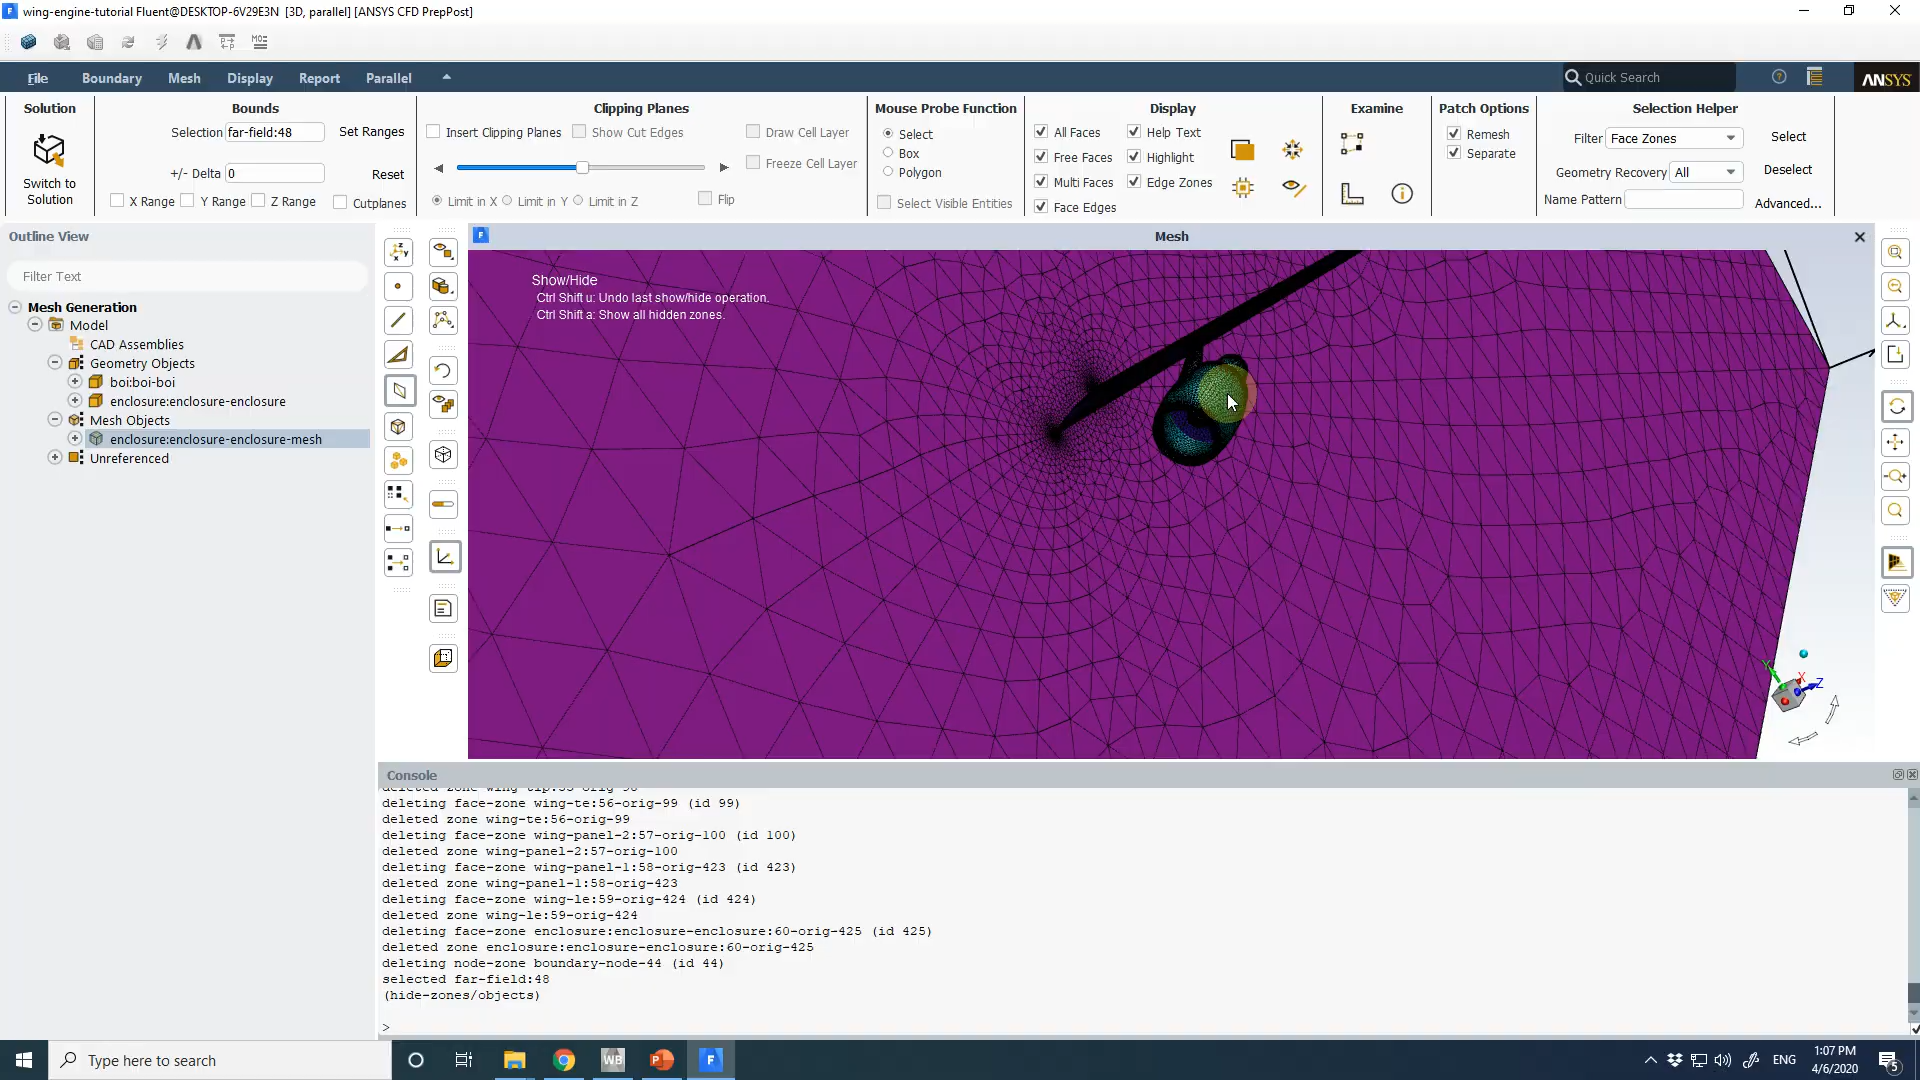 wing-engine-tutorial Fluent@DESKTOP-6V29E3N [3D, parallel] [ANSYS CFD PrepPost]
File Boundary Mesh Display Report Parallel
Quick Search
ANSYS
Solution
Switch to
Solution
Bounds
Selection far-field:48 Set Ranges
+/- Delta 0 Reset
X Range Y Range Z Range Cutplanes
Clipping Planes
Insert Clipping Planes Show Cut Edges Draw Cell Layer
Freeze Cell Layer
Limit in X Limit in Y Limit in Z Flip
Mouse Probe Function
Select
Box
Polygon
Select Visible Entities
Display
All Faces Help Text
Free Faces Highlight
Multi Faces Edge Zones
Face Edges
Examine
Patch Options
Remesh
Separate
Selection Helper
Filter Face Zones Select
Geometry Recovery All Deselect
Name Pattern Advanced...
Outline View
Filter Text
Mesh Generation
Model
CAD Assemblies
Geometry Objects
boi:boi-boi
enclosure:enclosure-enclosure
Mesh Objects
enclosure:enclosure-enclosure-mesh
Unreferenced
Mesh
Show/Hide
Ctrl Shift u: Undo last show/hide operation.
Ctrl Shift a: Show all hidden zones.
Y X Z
Console
deleting face-zone wing-te:56-orig-99 (id 99)
deleted zone wing-te:56-orig-99
deleting face-zone wing-panel-2:57-orig-100 (id 100)
deleted zone wing-panel-2:57-orig-100
deleting face-zone wing-panel-1:58-orig-423 (id 423)
deleted zone wing-panel-1:58-orig-423
deleting face-zone wing-le:59-orig-424 (id 424)
deleted zone wing-le:59-orig-424
deleting face-zone enclosure:enclosure-enclosure:60-orig-425 (id 425)
deleted zone enclosure:enclosure-enclosure:60-orig-425
deleting node-zone boundary-node-44 (id 44)
selected far-field:48
(hide-zones/objects)
>
Type here to search
WB
ENG
1:07 PM
4/6/2020
5